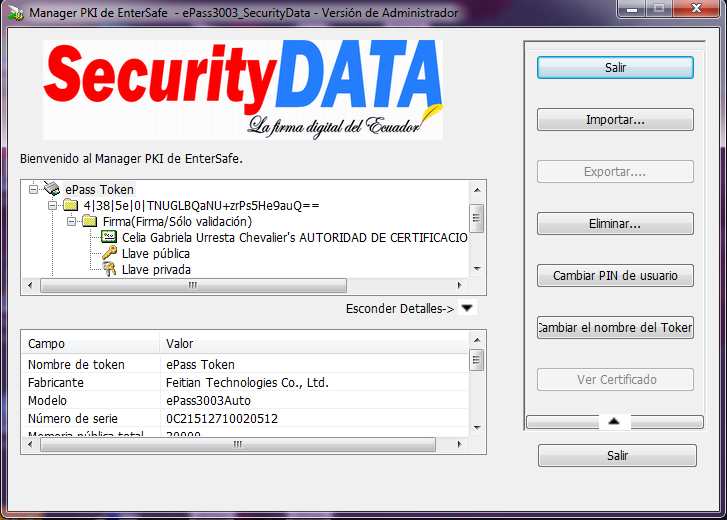 Manager PKI de EnterSafe - ePass3003_SecurityData - Versión de Administrador
SecurityDATA
La firma digital del Ecuador
Bienvenido al Manager PKI de EnterSafe.
ePass Token
4|38|5e|0|TNUGLBQaNU+zrPs5He9auQ==
Firma(Firma/Sólo validación)
Celia Gabriela Urresta Chevalier's AUTORIDAD DE CERTIFICACIO
Llave pública
Llave privada
Esconder Detalles->
Campo Valor
Nombre de token ePass Token
Fabricante Feitian Technologies Co., Ltd.
Modelo ePass3003Auto
Número de serie 0C21512710020512
Memoria pública total 30000
Salir
Importar...
Exportar....
Eliminar...
Cambiar PIN de usuario
Cambiar el nombre del Token
Ver Certificado
Salir